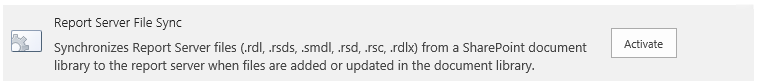 Report Server File Sync
Synchronizes Report Server files (.rdl, .rsds, .smdl, .rsd, .rsc, .rdlx) from a SharePoint document
library to the report server when files are added or updated in the document library.
Activate